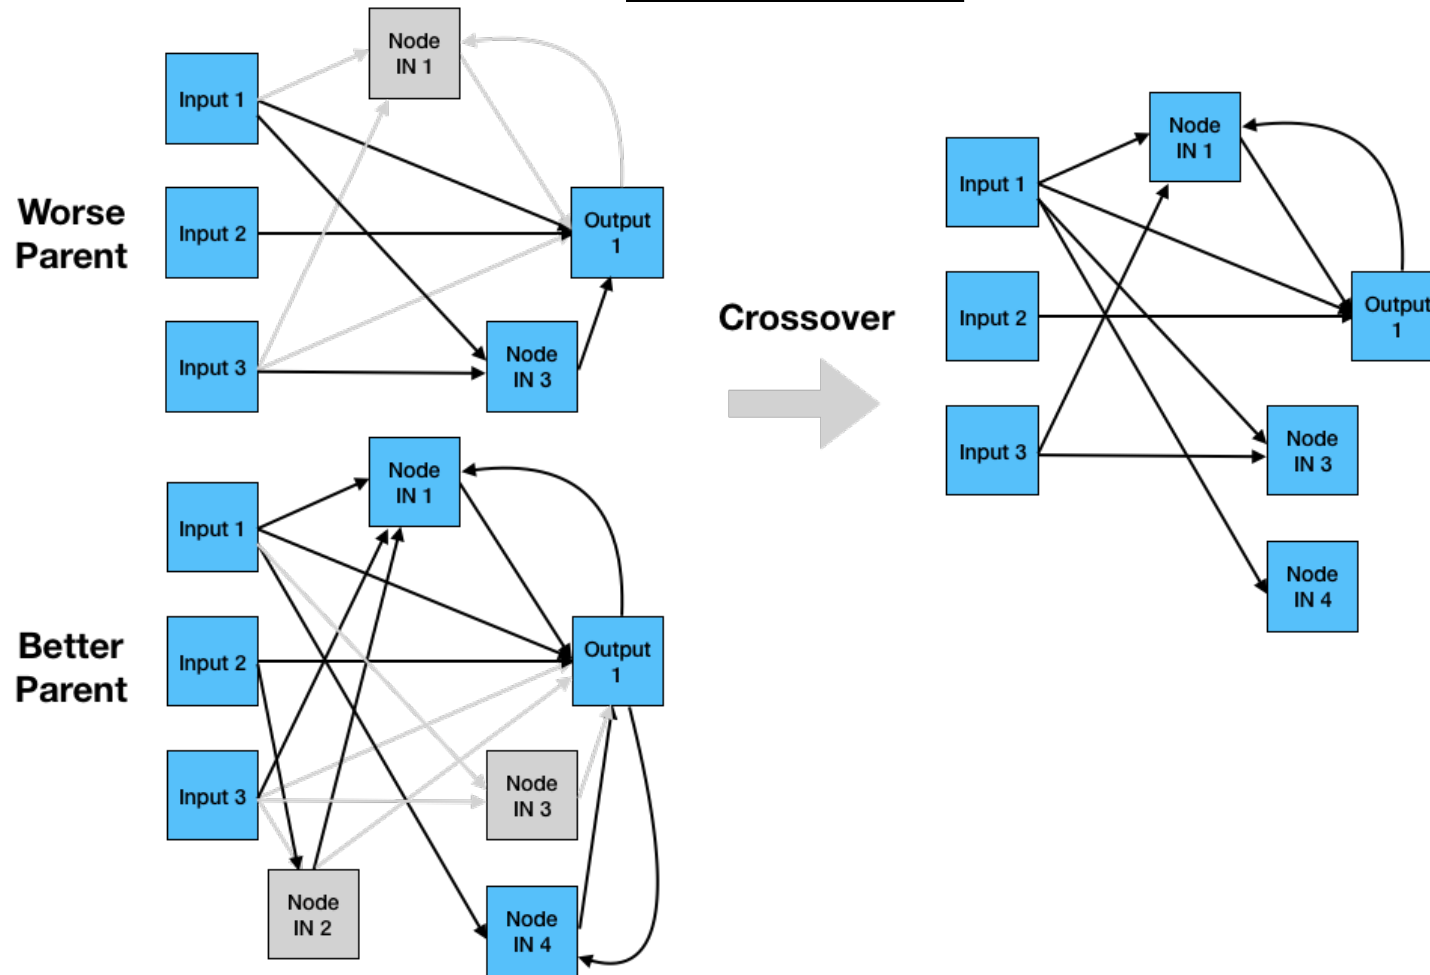 Worse
Parent
Input 1
Input 2
Input 3
Node
IN 1
Output
1
Node
IN 3
Better
Parent
Input 1
Input 2
Input 3
Node
IN 1
Output
1
Node
IN 3
Node
IN 2
Node
IN 4
Crossover
Input 1
Input 2
Input 3
Node
IN 1
Output
1
Node
IN 3
Node
IN 4